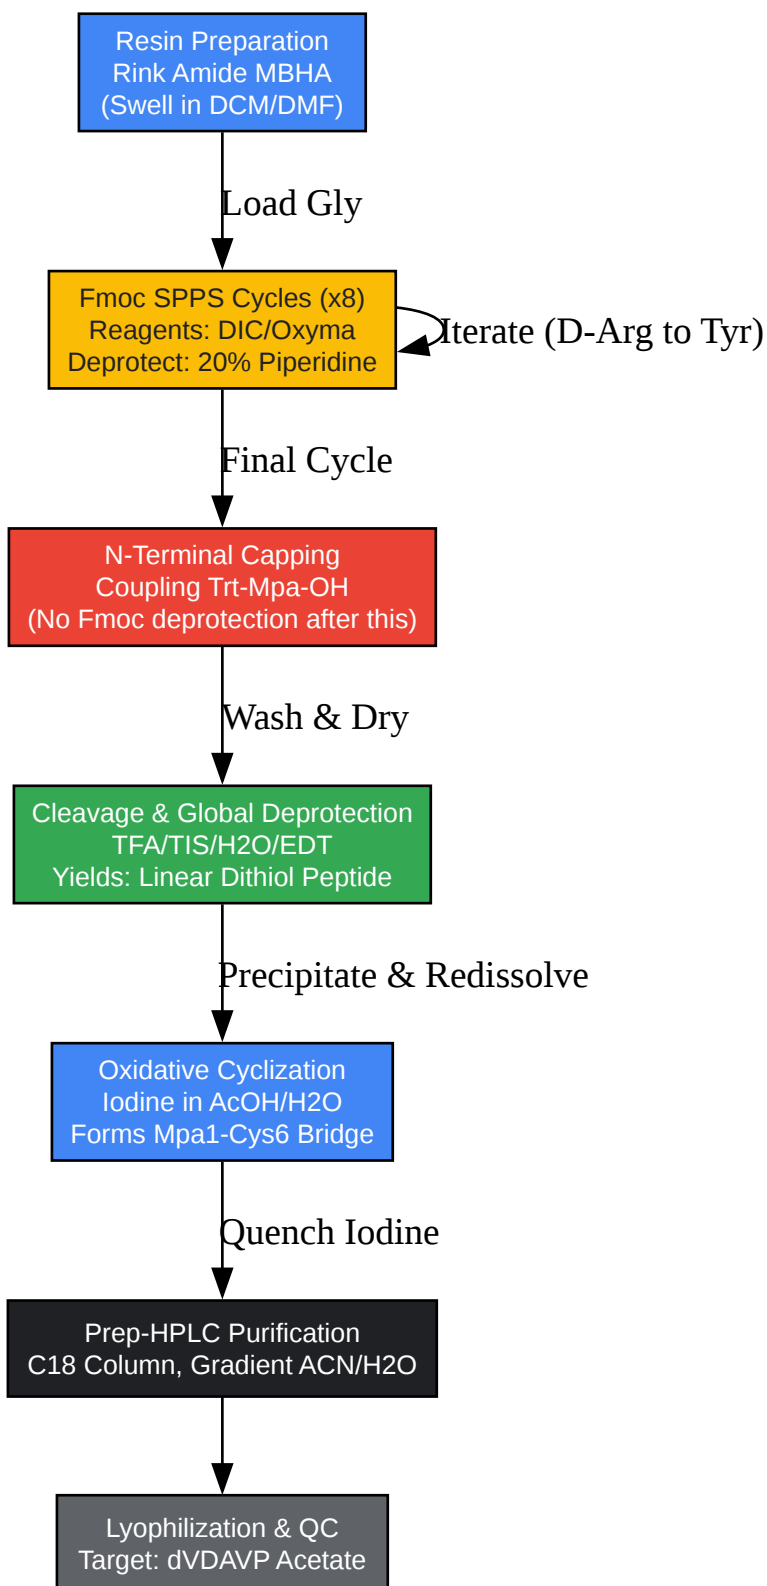 Resin Preparation
Rink Amide MBHA
(Swell in DCM/DMF)
Load Gly
Fmoc SPPS Cycles (x8)
Reagents: DIC/Oxyma
Deprotect: 20% Piperidine
Iterate (D-Arg to Tyr)
Final Cycle
N-Terminal Capping
Coupling Trt-Mpa-OH
(No Fmoc deprotection after this)
Wash & Dry
Cleavage & Global Deprotection
TFA/TIS/H2O/EDT
Yields: Linear Dithiol Peptide
Precipitate & Redissolve
Oxidative Cyclization
Iodine in AcOH/H2O
Forms Mpa1-Cys6 Bridge
Quench Iodine
Prep-HPLC Purification
C18 Column, Gradient ACN/H2O
Lyophilization & QC
Target: dVDAVP Acetate